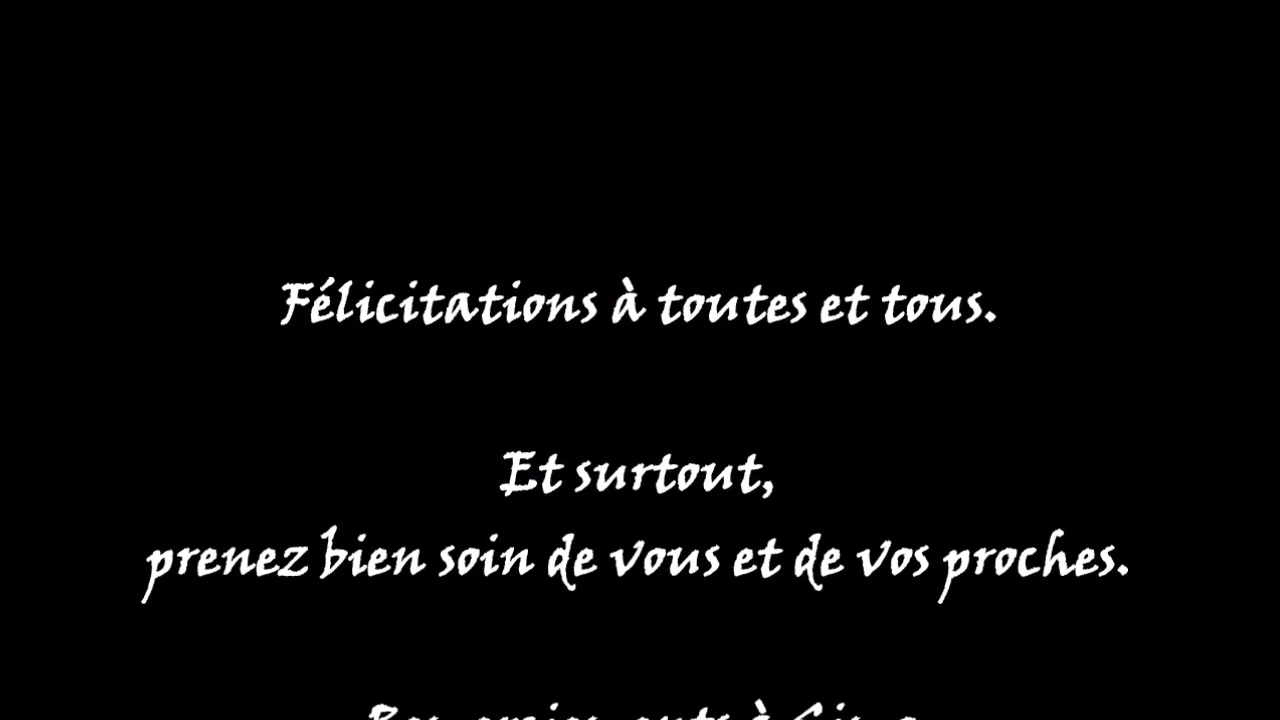 Félicitations à toutes et tous.
Et surtout,
prenez bien soin de vous et de vos proches.
à